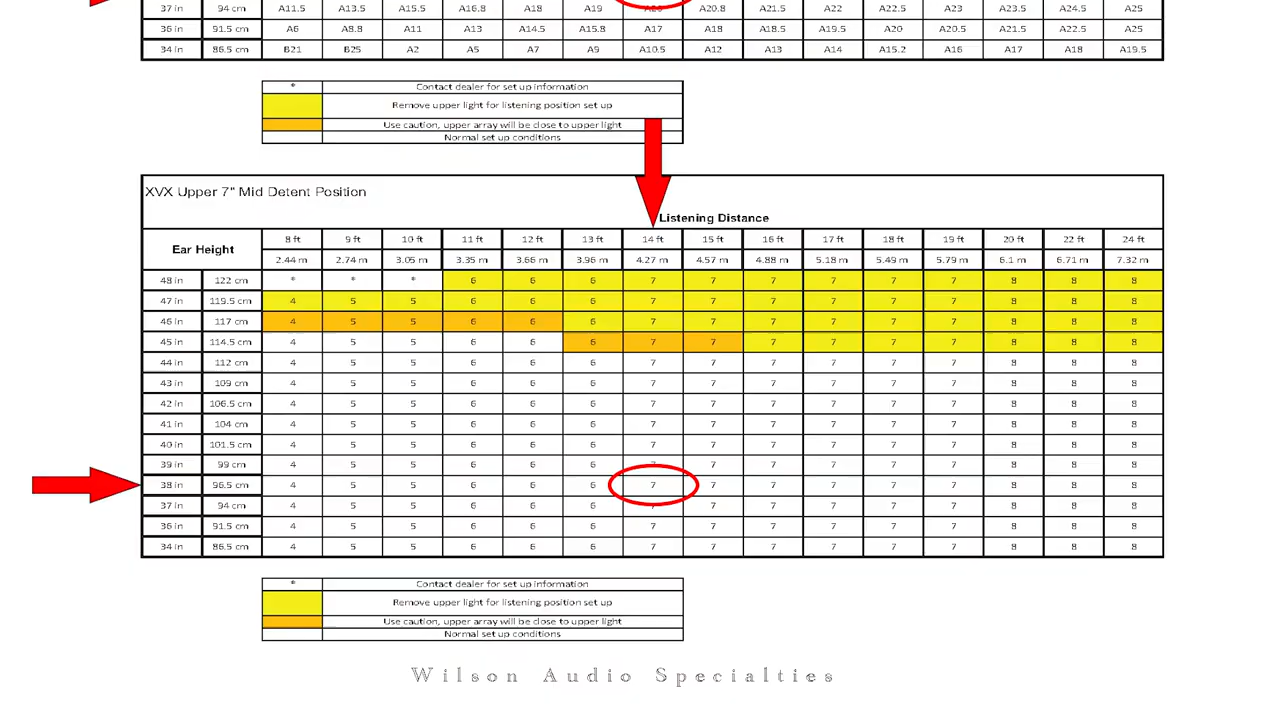 37 in 94 cm A11.5 A13.5 A15.5 A16.8 A18 A19 A20 A20.8 A21.5 A22 A22.5 A23 A23.5 A24.5 A25
36 in 91.5 cm A6 A8.8 A11 A13 A14.5 A15.8 A17 A18 A18.5 A19.5 A20 A20.5 A21.5 A22.5 A25
34 in 86.5 cm B21 B25 A2 A5 A7 A9 A10.5 A12 A13 A14 A15.2 A16 A17 A18 A19.5
* Contact dealer for set up information
Remove upper light for listening position set up
Use caution, upper array will be close to upper light
Normal set up conditions
XVX Upper 7" Mid Detent Position
Listening Distance
Ear Height
8 ft 9 ft 10 ft 11 ft 12 ft 13 ft 14 ft 15 ft 16 ft 17 ft 18 ft 19 ft 20 ft 22 ft 24 ft
2.44 m 2.74 m 3.05 m 3.35 m 3.66 m 3.96 m 4.27 m 4.57 m 4.88 m 5.18 m 5.49 m 5.79 m 6.1 m 6.71 m 7.32 m
48 in 122 cm * * * 6 6 6 7 7 7 7 7 7 8 8 8
47 in 119.5 cm 4 5 5 6 6 6 7 7 7 7 7 7 8 8 8
46 in 117 cm 4 5 5 6 6 6 7 7 7 7 7 7 8 8 8
45 in 114.5 cm 4 5 5 6 6 6 7 7 7 7 7 7 8 8 8
44 in 112 cm 4 5 5 6 6 6 7 7 7 7 7 7 8 8 8
43 in 109 cm 4 5 5 6 6 6 7 7 7 7 7 7 8 8 8
42 in 106.5 cm 4 5 5 6 6 6 7 7 7 7 7 7 8 8 8
41 in 104 cm 4 5 5 6 6 6 7 7 7 7 7 7 8 8 8
40 in 101.5 cm 4 5 5 6 6 6 7 7 7 7 7 7 8 8 8
39 in 99 cm 4 5 5 6 6 6 7 7 7 7 7 7 8 8 8
38 in 96.5 cm 4 5 5 6 6 6 7 7 7 7 7 7 8 8 8
37 in 94 cm 4 5 5 6 6 6 7 7 7 7 7 7 8 8 8
36 in 91.5 cm 4 5 5 6 6 6 7 7 7 7 7 7 8 8 8
34 in 86.5 cm 4 5 5 6 6 6 7 7 7 7 7 7 8 8 8
* Contact dealer for set up information
Remove upper light for listening position set up
Use caution, upper array will be close to upper light
Normal set up conditions
Wilson Audio Specialties